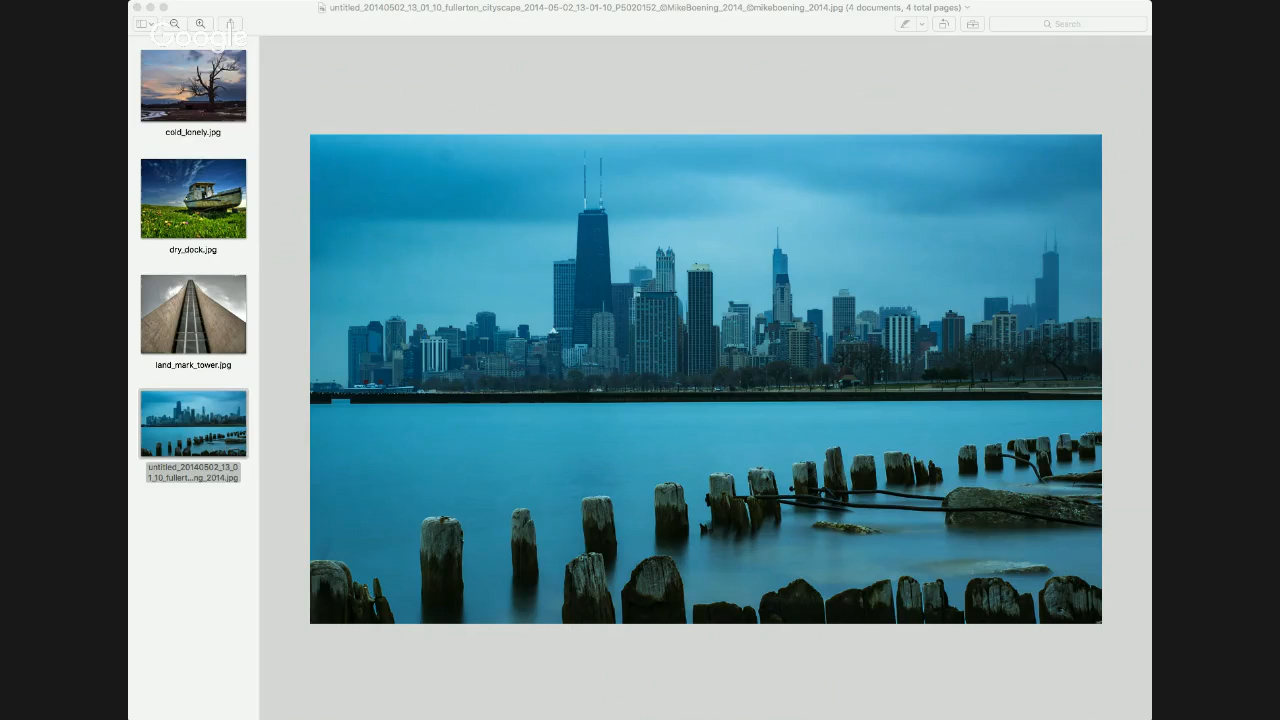 untitled_20140502_13_01_10_fullerton_cityscape_2014-05-02_13-01-10_P5020152_@MikeBoening_2014_@mikeboening_2014.jpg (4 documents, 4 total pages)
Search
Google
cold_lonely.jpg
dry_dock.jpg
land_mark_tower.jpg
untitled_20140502_13_0
1_10_fullert...ng_2014.jpg